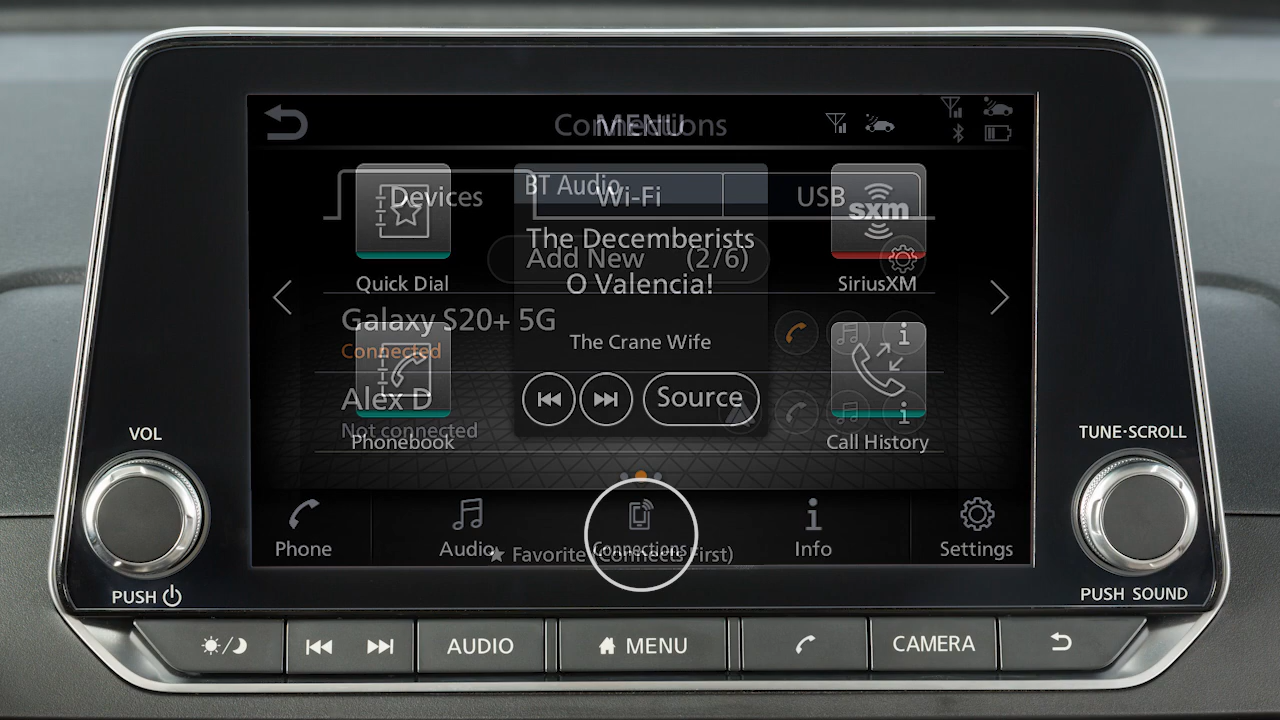 Connections
MENU
Devices
BT Audio
Wi-Fi
USB
sxm
The Decemberists
Add New (2/6)
Quick Dial
O Valencia!
SiriusXM
Galaxy S20+ 5G
Connected
The Crane Wife
Alex D
Source
Not connected
Phonebook
Call History
VOL
TUNE·SCROLL
Phone
Audio
Connections
Info
Settings
★ Favorite (Connects First)
PUSH
PUSH SOUND
AUDIO
MENU
CAMERA